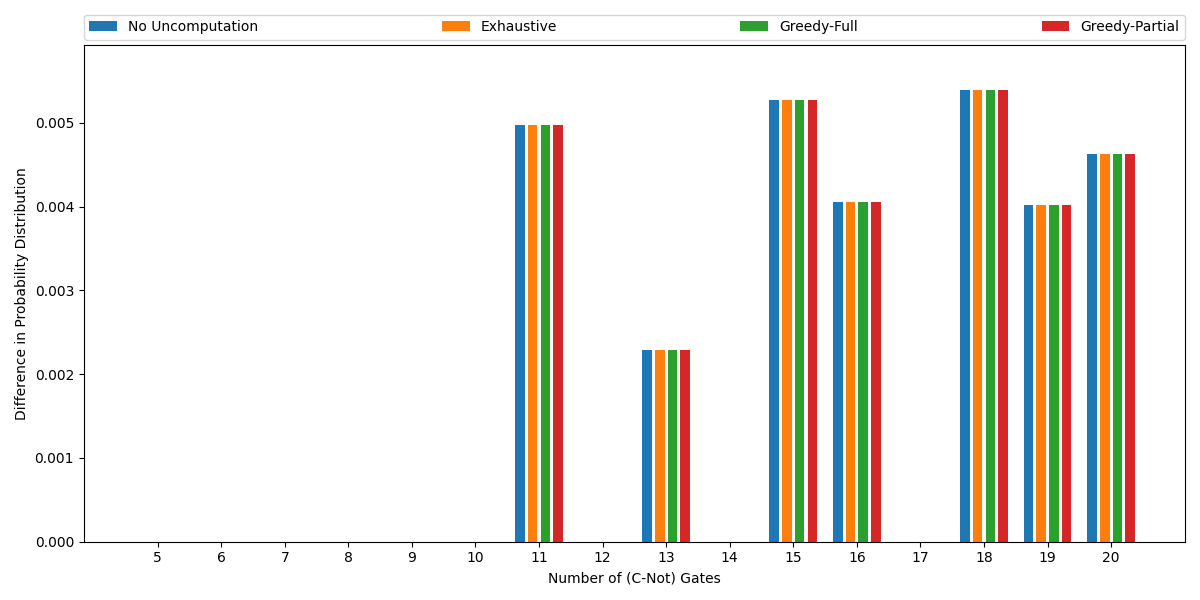 No Uncomputation Exhaustive Greedy-Full Greedy-Partial
Difference in Probability Distribution
0.005
0.004
0.003
0.002
0.001
0.000
5 6 7 8 9 10 11 12 13 14 15 16 17 18 19 20
Number of (C-Not) Gates